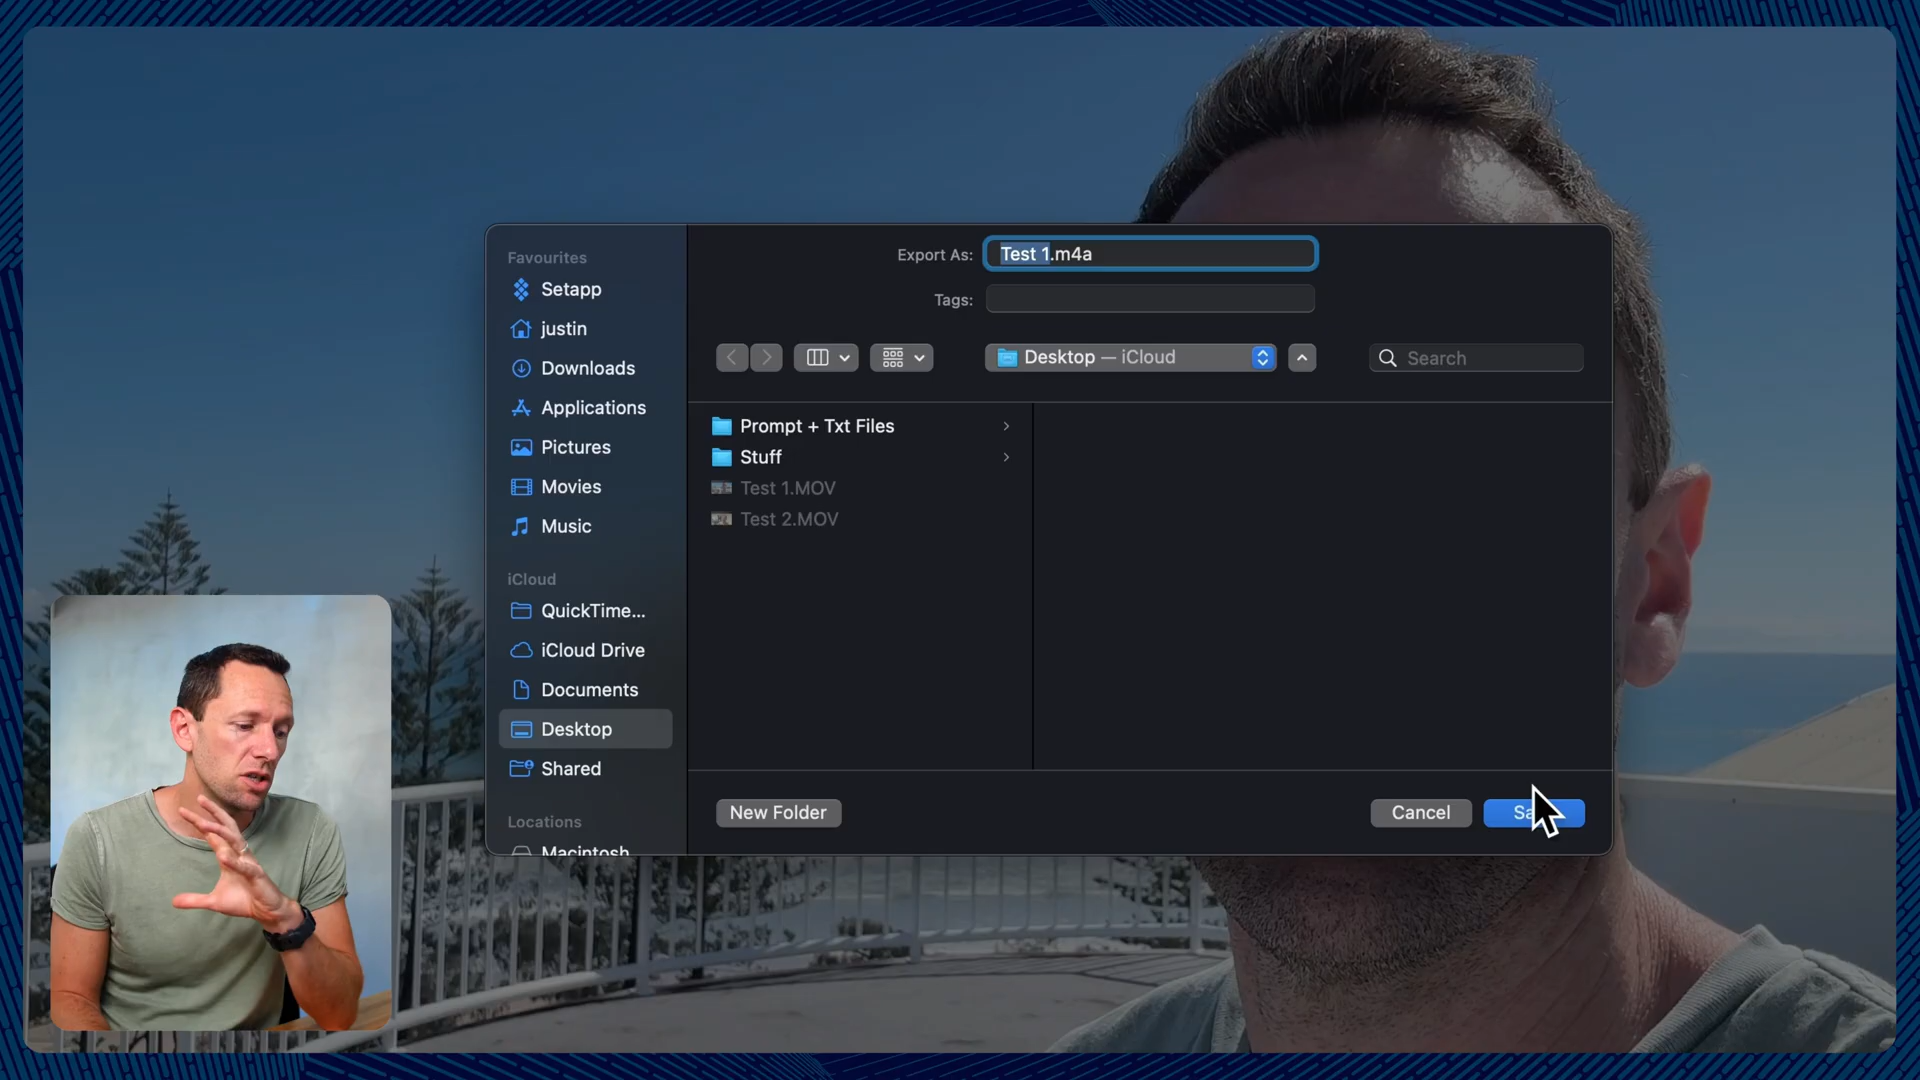 Favourites
Setapp
justin
Downloads
Applications
Pictures
Movies
Music
iCloud
QuickTime...
iCloud Drive
Documents
Desktop
Shared
Locations
Macintosh
Export As: Test 1.m4a
Tags:
Desktop — iCloud
Search
Prompt + Txt Files
Stuff
Test 1.MOV
Test 2.MOV
New Folder
Cancel